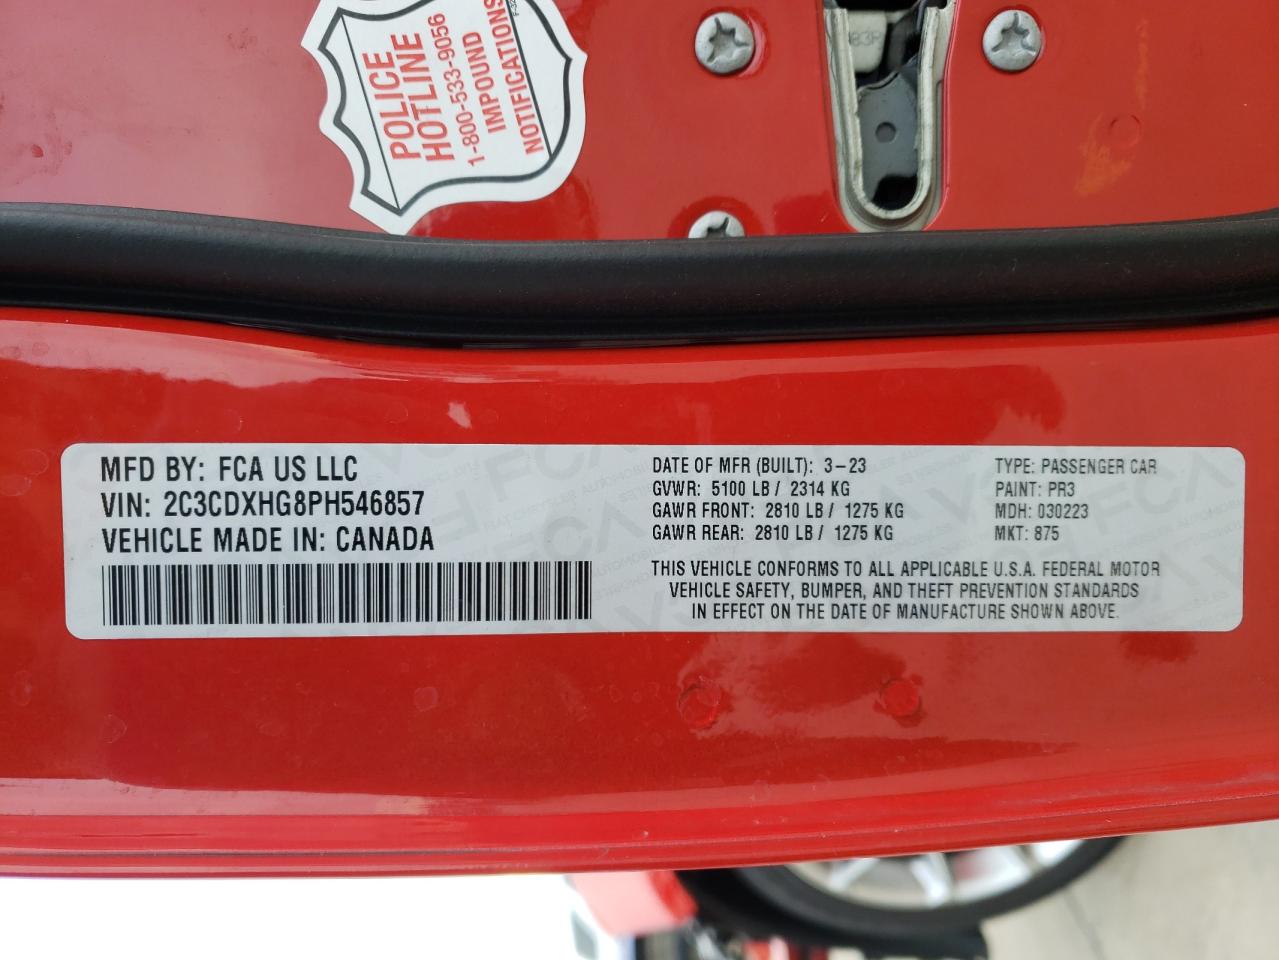 POLICE
HOTLINE
1-800-533-9056
IMPOUND
NOTIFICATIONS
MFD BY: FCA US LLC
VIN: 2C3CDXHG8PH546857
VEHICLE MADE IN: CANADA
DATE OF MFR (BUILT): 3-23
GVWR: 5100 LB / 2314 KG
GAWR FRONT: 2810 LB / 1275 KG
GAWR REAR: 2810 LB / 1275 KG
TYPE: PASSENGER CAR
PAINT: PR3
MDH: 030223
MKT: 875
THIS VEHICLE CONFORMS TO ALL APPLICABLE U.S.A. FEDERAL MOTOR
VEHICLE SAFETY, BUMPER, AND THEFT PREVENTION STANDARDS
IN EFFECT ON THE DATE OF MANUFACTURE SHOWN ABOVE.